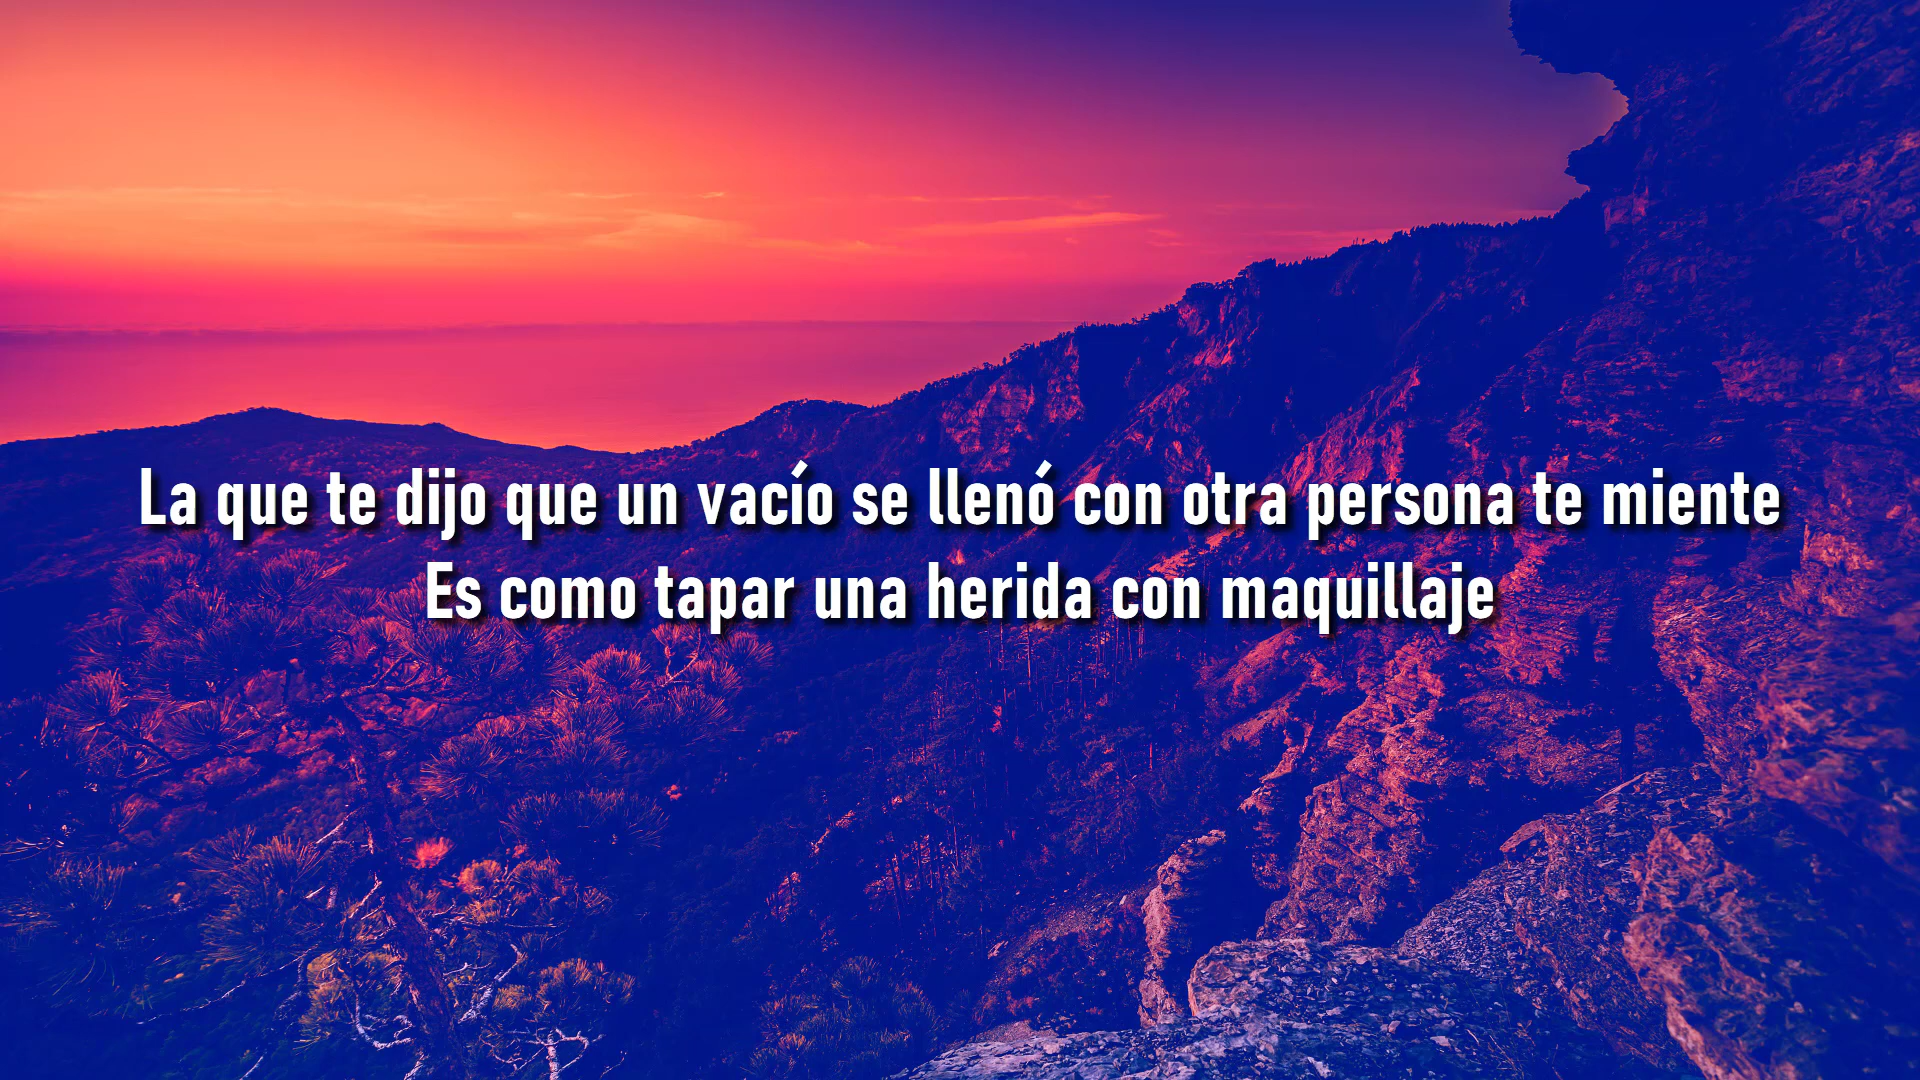 La que te dijo que un vacío se llenó con otra persona te miente
Es como tapar una herida con maquillaje